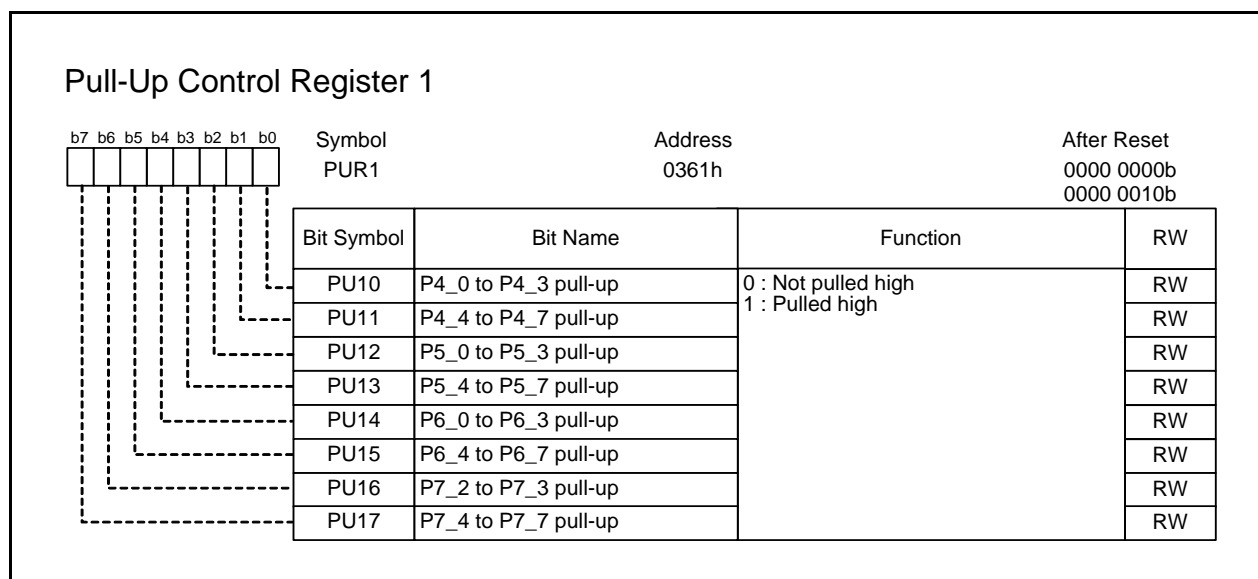 Pull-Up Control Register 1
b7 b6 b5 b4 b3 b2 b1 b0 Symbol Address After Reset
PUR1 0361h 0000 0000b
0000 0010b
Bit Symbol Bit Name Function RW
PU10 P4_0 to P4_3 pull-up 0 : Not pulled high RW
1 : Pulled high
PU11 P4_4 to P4_7 pull-up RW
PU12 P5_0 to P5_3 pull-up RW
PU13 P5_4 to P5_7 pull-up RW
PU14 P6_0 to P6_3 pull-up RW
PU15 P6_4 to P6_7 pull-up RW
PU16 P7_2 to P7_3 pull-up RW
PU17 P7_4 to P7_7 pull-up RW